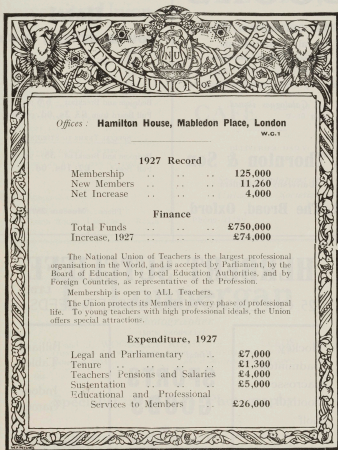 NATIONAL UNION OF TEACHERS
NUT
Offices: Hamilton House, Mabledon Place, London
W.C.1
1927 Record
Membership .. .. .. 125,000
New Members .. .. .. 11,260
Net Increase .. .. .. 4,000
Finance
Total Funds .. .. .. £750,000
Increase, 1927 .. .. .. £74,000
The National Union of Teachers is the largest professional
organisation in the World, and is accepted by Parliament, by the
Board of Education, by Local Education Authorities, and by
Foreign Countries, as representative of the Profession.
Membership is open to ALL Teachers.
The Union protects its Members in every phase of professional
life. To young teachers with high professional ideals, the Union
offers special attractions.
Expenditure, 1927
Legal and Parliamentary .. £7,000
Tenure .. .. .. .. £1,300
Teachers' Pensions and Salaries £4,000
Sustentation .. .. .. £5,000
Educational and Professional
Services to Members .. £26,000